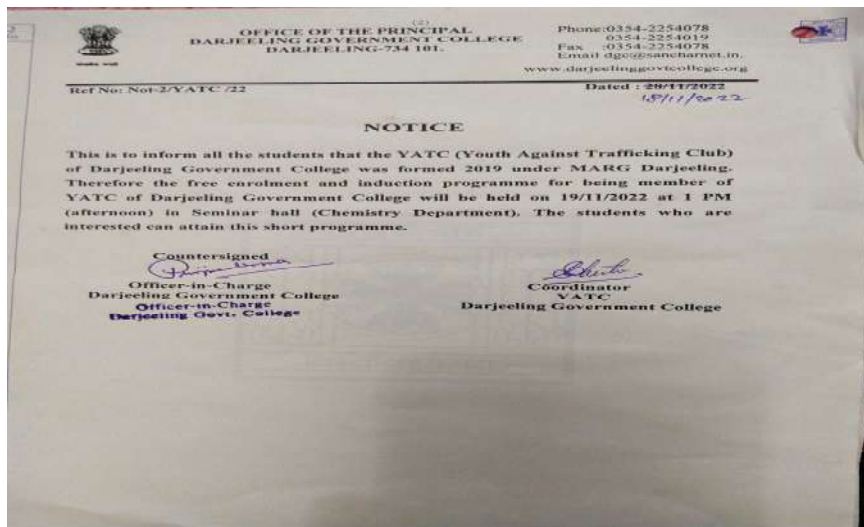 (2)
OFFICE OF THE PRINCIPAL
DARJEELING GOVERNMENT COLLEGE
DARJEELING-734 101.
Phone:0354-2254078
0354-2254019
Fax :0354-2254078
Email dgc@sancharnet.in.
www.darjeelinggovtcollege.org
Ref No: Not-2/YATC /22
Dated : 28/11/2022
18/11/2022
NOTICE
This is to inform all the students that the YATC (Youth Against Trafficking Club)
of Darjeeling Government College was formed 2019 under MARG Darjeeling.
Therefore the free enrolment and induction programme for being member of
YATC of Darjeeling Government College will be held on 19/11/2022 at 1 PM
(afternoon) in Seminar hall (Chemistry Department). The students who are
interested can attain this short programme.
Countersigned
Officer-in-Charge
Darjeeling Government College
Officer-in-Charge
Darjeeling Govt. College
Coordinator
YATC
Darjeeling Government College